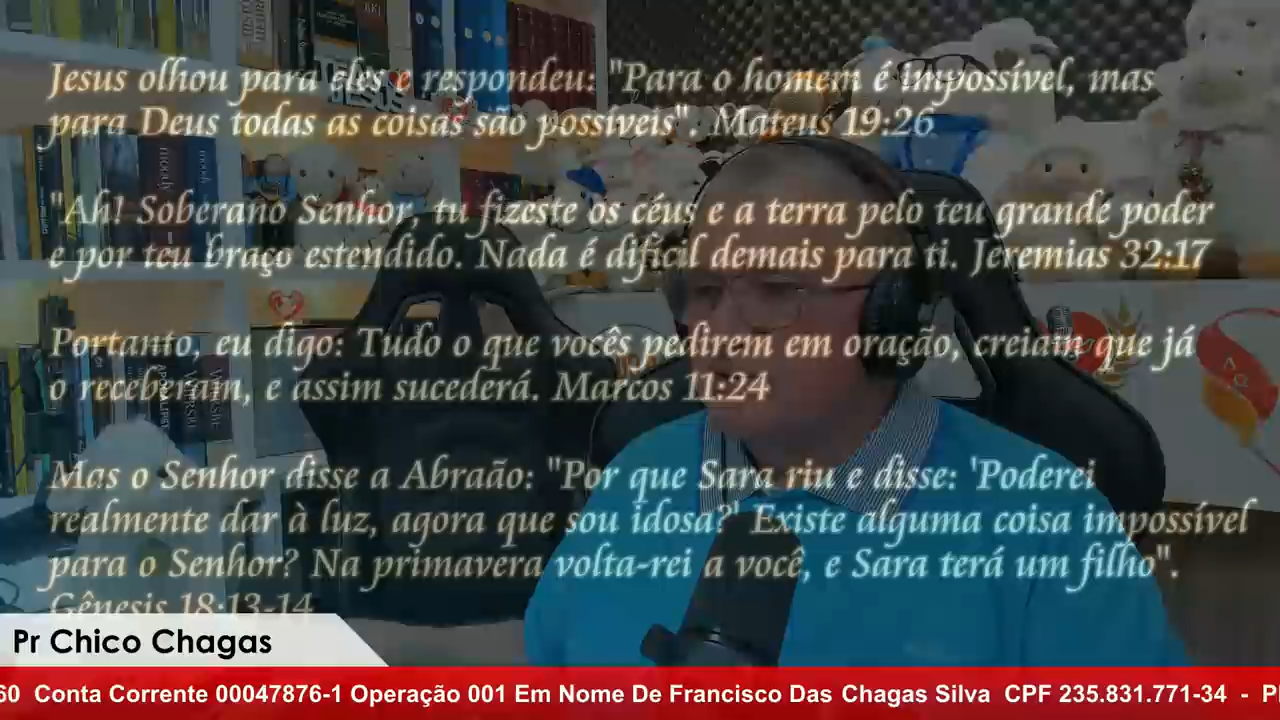 Jesus olhou para eles e respondeu: "Para o homem é impossível, mas
para Deus todas as coisas são possíveis". Mateus 19:26
"Ah! Soberano Senhor, tu fizeste os céus e a terra pelo teu grande poder
e por teu braço estendido. Nada é difícil demais para ti. Jeremias 32:17
Portanto, eu digo: Tudo o que vocês pedirem em oração, creiam que já
o receberam, e assim sucederá. Marcos 11:24
Mas o Senhor disse a Abraão: "Por que Sara riu e disse: 'Poderei
realmente dar à luz, agora que sou idosa?' Existe alguma coisa impossível
para o Senhor? Na primavera volta-rei a você, e Sara terá um filho".
Gênesis 18:13-14
Pr Chico Chagas
60 Conta Corrente 00047876-1 Operação 001 Em Nome De Francisco Das Chagas Silva CPF 235.831.771-34 -